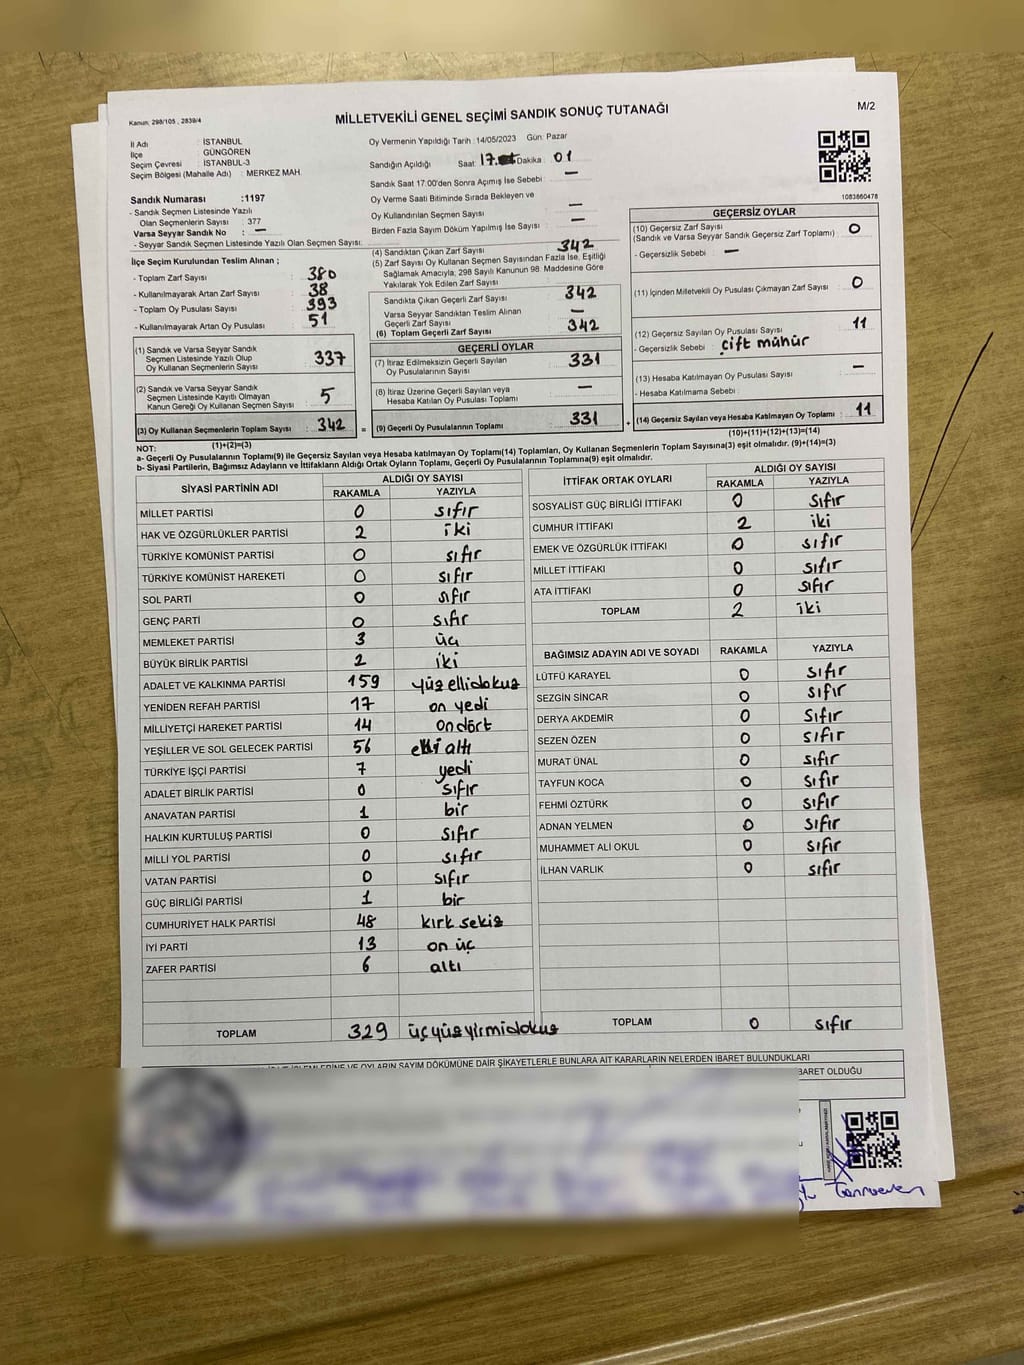 Kanun: 298/105 , 2839/4
MİLLETVEKİLİ GENEL SEÇİMİ SANDIK SONUÇ TUTANAĞI
M/2
İl Adı : İSTANBUL
İlçe : GÜNGÖREN
Seçim Çevresi : İSTANBUL-3
Seçim Bölgesi (Mahalle Adı) : MERKEZ MAH.
Oy Vermenin Yapıldığı Tarih : 14/05/2023 Gün: Pazar
Sandığın Açıldığı Saat: 17. Dakika : 01
Sandık Saat 17:00'den Sonra Açımış İse Sebebi : —
Oy Verme Saati Bitiminde Sırada Bekleyen ve
Oy Kullandırılan Seçmen Sayısı : —
Birden Fazla Sayım Döküm Yapılmış İse Sayısı : —
1083860478
Sandık Numarası :1197
- Sandık Seçmen Listesinde Yazılı
Olan Seçmenlerin Sayısı : 377
Varsa Seyyar Sandık No : —
- Seyyar Sandık Seçmen Listesinde Yazılı Olan Seçmen Sayısı:
İlçe Seçim Kurulundan Teslim Alınan ;
- Toplam Zarf Sayısı : 380
- Kullanılmayarak Artan Zarf Sayısı : 38
- Toplam Oy Pusulası Sayısı : 393
- Kullanılmayarak Artan Oy Pusulası : 51
(1) Sandık ve Varsa Seyyar Sandık
Seçmen Listesinde Yazılı Olup
Oy Kullanan Seçmenlerin Sayısı : 337
(2) Sandık ve Varsa Seyyar Sandık
Seçmen Listesinde Kayıtlı Olmayan
Kanun Gereği Oy Kullanan Seçmen Sayısı : 5
(3) Oy Kullanan Seçmenlerin Toplam Sayısı : 342
(1)+(2)=(3)
(4) Sandıktan Çıkan Zarf Sayısı : 342
(5) Zarf Sayısı Oy Kullanan Seçmen Sayısından Fazla İse, Eşitliği
Sağlamak Amacıyla, 298 Sayılı Kanunun 98. Maddesine Göre
Yakılarak Yok Edilen Zarf Sayısı :
Sandıkta Çıkan Geçerli Zarf Sayısı : 342
Varsa Seyyar Sandıktan Teslim Alınan
Geçerli Zarf Sayısı : —
(6) Toplam Geçerli Zarf Sayısı : 342
GEÇERLİ OYLAR
(7) İtiraz Edilmeksizin Geçerli Sayılan
Oy Pusulalarının Sayısı : 331
(8) İtiraz Üzerine Geçerli Sayılan veya
Hesaba Katılan Oy Pusulası Toplamı : —
= (9) Geçerli Oy Pusulalarının Toplamı : 331 +
GEÇERSİZ OYLAR
(10) Geçersiz Zarf Sayısı : 0
(Sandık ve Varsa Seyyar Sandık Geçersiz Zarf Toplamı)
- Geçersizlik Sebebi : —
(11) İçinden Milletvekili Oy Pusulası Çıkmayan Zarf Sayısı : 0
(12) Geçersiz Sayılan Oy Pusulası Sayısı : 11
- Geçersizlik Sebebi : çift mühür
(13) Hesaba Katılmayan Oy Pusulası Sayısı : —
- Hesaba Katılmama Sebebi :
(14) Geçersiz Sayılan veya Hesaba Katılmayan Oy Toplamı : 11
(10)+(11)+(12)+(13)=(14)
NOT:
a- Geçerli Oy Pusulalarının Toplamı(9) ile Geçersiz Sayılan veya Hesaba Katılmayan Oy Toplamı(14) Toplamları, Oy Kullanan Seçmenlerin Toplam Sayısına(3) eşit olmalıdır. (9)+(14)=(3)
b- Siyasi Partilerin, Bağımsız Adayların ve İttifakların Aldığı Ortak Oyların Toplamı, Geçerli Oy Pusulalarının Toplamına(9) eşit olmalıdır.
SİYASİ PARTİNİN ADI
ALDIĞI OY SAYISI
RAKAMLA YAZIYLA
MİLLET PARTİSİ 0 sıfır
HAK VE ÖZGÜRLÜKLER PARTİSİ 2 iki
TÜRKİYE KOMÜNİST PARTİSİ 0 sıfır
TÜRKİYE KOMÜNİST HAREKETİ 0 sıfır
SOL PARTİ 0 sıfır
GENÇ PARTİ 0 sıfır
MEMLEKET PARTİSİ 3 üç
BÜYÜK BİRLİK PARTİSİ 2 iki
ADALET VE KALKINMA PARTİSİ 159 yüz ellidokuz
YENİDEN REFAH PARTİSİ 17 on yedi
MİLLİYETÇİ HAREKET PARTİSİ 14 ondört
YEŞİLLER VE SOL GELECEK PARTİSİ 56 elli altı
TÜRKİYE İŞÇİ PARTİSİ 7 yedi
ADALET BİRLİK PARTİSİ 0 sıfır
ANAVATAN PARTİSİ 1 bir
HALKIN KURTULUŞ PARTİSİ 0 sıfır
MİLLİ YOL PARTİSİ 0 sıfır
VATAN PARTİSİ 0 sıfır
GÜÇ BİRLİĞİ PARTİSİ 1 bir
CUMHURİYET HALK PARTİSİ 48 kırk sekiz
İYİ PARTİ 13 on üç
ZAFER PARTİSİ 6 altı
TOPLAM 329 üçyüzyirmidokuz
İTTİFAK ORTAK OYLARI
ALDIĞI OY SAYISI
RAKAMLA YAZIYLA
SOSYALİST GÜÇ BİRLİĞİ İTTİFAKI 0 sıfır
CUMHUR İTTİFAKI 2 iki
EMEK VE ÖZGÜRLÜK İTTİFAKI 0 sıfır
MİLLET İTTİFAKI 0 sıfır
ATA İTTİFAKI 0 sıfır
TOPLAM 2 iki
BAĞIMSIZ ADAYIN ADI VE SOYADI RAKAMLA YAZIYLA
LÜTFÜ KARAYEL 0 sıfır
SEZGİN SİNCAR 0 sıfır
DERYA AKDEMİR 0 sıfır
SEZEN ÖZEN 0 sıfır
MURAT ÜNAL 0 sıfır
TAYFUN KOCA 0 sıfır
FEHMİ ÖZTÜRK 0 sıfır
ADNAN YELMEN 0 sıfır
MUHAMMET ALİ OKUL 0 sıfır
İLHAN VARLIK 0 sıfır
TOPLAM 0 sıfır
İŞLEMLERİNE VE OYLARIN SAYIM DÖKÜMÜNE DAİR ŞİKAYETLERLE BUNLARA AİT KARARLARIN NELERDEN İBARET BULUNDUKLARI
BARET OLDUĞU